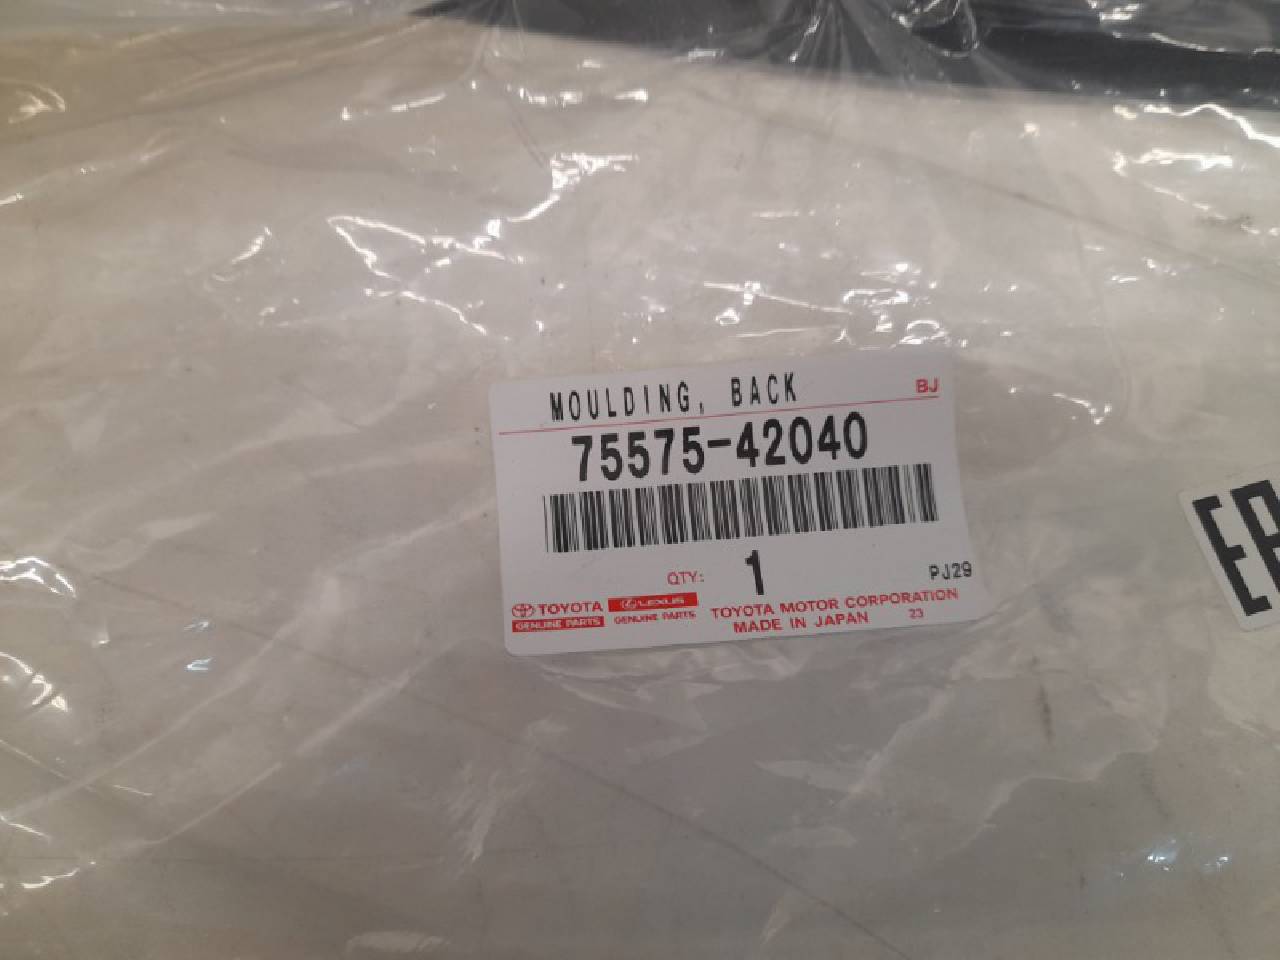 MOULDING, BACK BJ
75575-42040
QTY: 1 PJ29
TOYOTA LEXUS TOYOTA MOTOR CORPORATION
GENUINE PARTS GENUINE PARTS MADE IN JAPAN 23